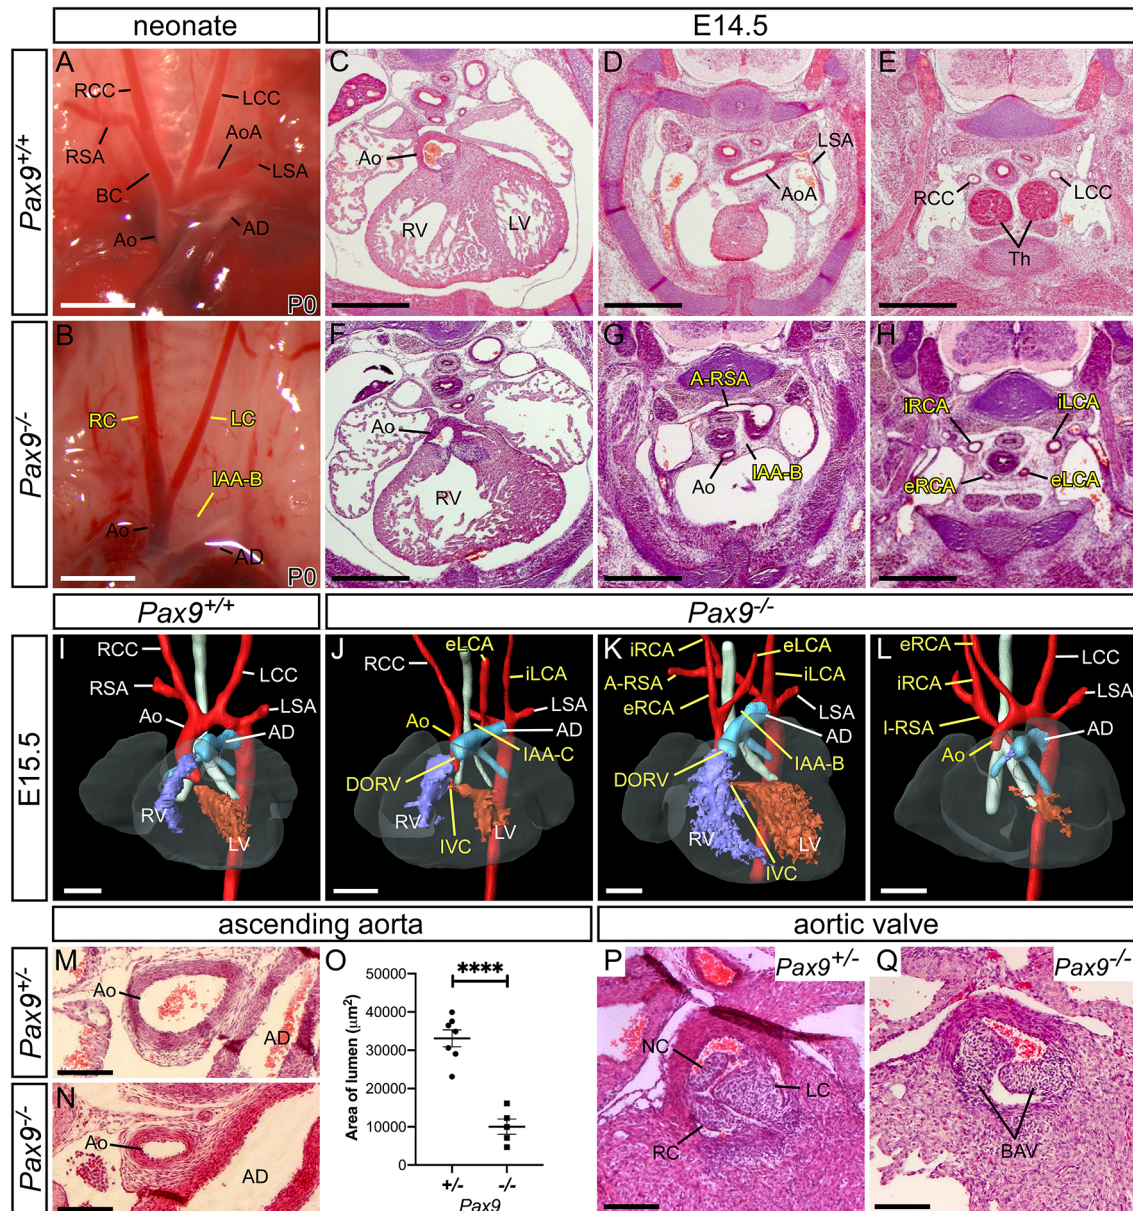 neonate
E14.5
Pax9+/+
A
RCC
LCC
AoA
RSA
LSA
BC
Ao
AD
P0
C
Ao
RV
LV
D
LSA
AoA
E
RCC
LCC
Th
Pax9-/-
B
RC
LC
IAA-B
Ao
AD
P0
F
Ao
RV
G
A-RSA
Ao
IAA-B
H
iRCA
iLCA
eRCA
eLCA
Pax9+/+
Pax9-/-
E15.5
I
RCC
LCC
RSA
LSA
Ao
AD
RV
LV
J
eLCA
RCC
iLCA
LSA
Ao
AD
IAA-C
DORV
RV
LV
IVC
K
iRCA
eLCA
A-RSA
iLCA
eRCA
LSA
AD
IAA-B
DORV
RV
LV
IVC
L
eRCA
LCC
iRCA
LSA
I-RSA
AD
Ao
ascending aorta
aortic valve
Pax9+/-
M
Ao
AD
Pax9-/-
N
Ao
AD
O
****
50000
40000
30000
20000
10000
0
Area of lumen (μm2)
+/-
-/-
Pax9
P
Pax9+/-
NC
LC
RC
Q
Pax9-/-
BAV